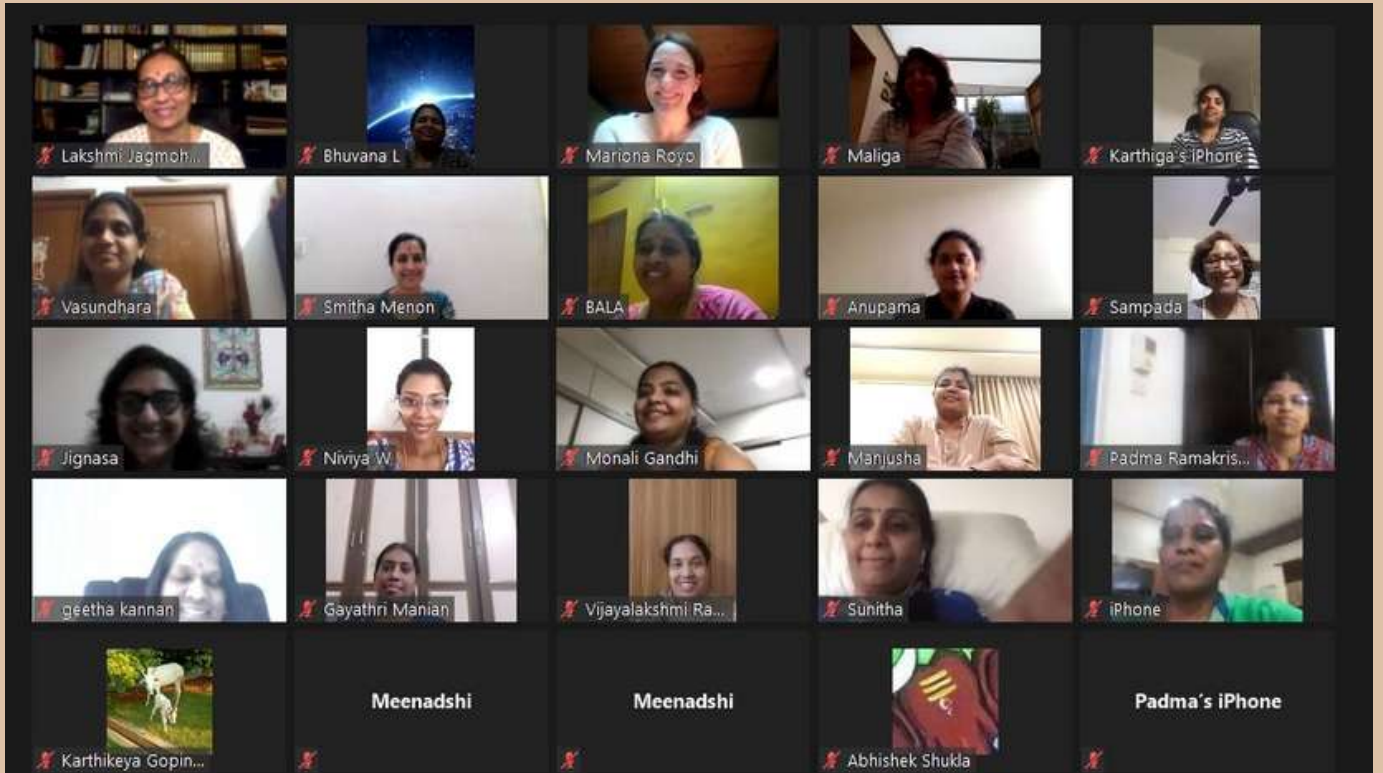 Lakshmi Jagmoh...
Bhuvana L
Mariona Royo
Maliga
Karthiga's iPhone
Vasundhara
Smitha Menon
BALA
Anupama
Sampada
Jignasa
Niviya W
Monali Gandhi
Manjusha
Padma Ramakris...
geetha kannan
Gayathri Manian
Vijayalakshmi Ra...
Sunitha
iPhone
Karthikeya Gopin...
Meenadshi
Meenadshi
Abhishek Shukla
Padma's iPhone